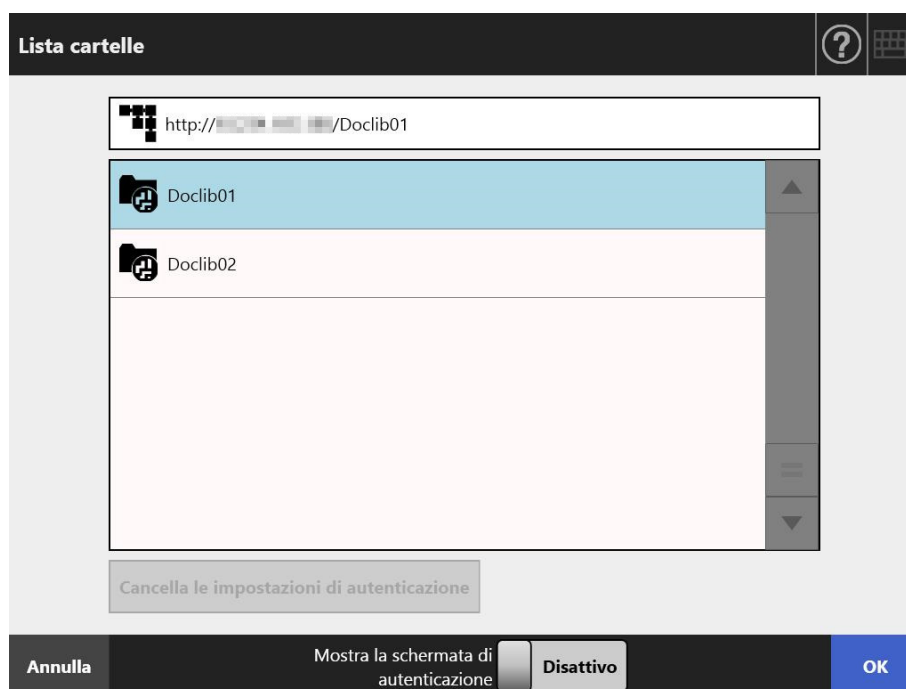 Lista cartelle
?
http:///Doclib01
Doclib01
Doclib02
Cancella le impostazioni di autenticazione
Annulla
Mostra la schermata di
autenticazione
Disattivo
OK